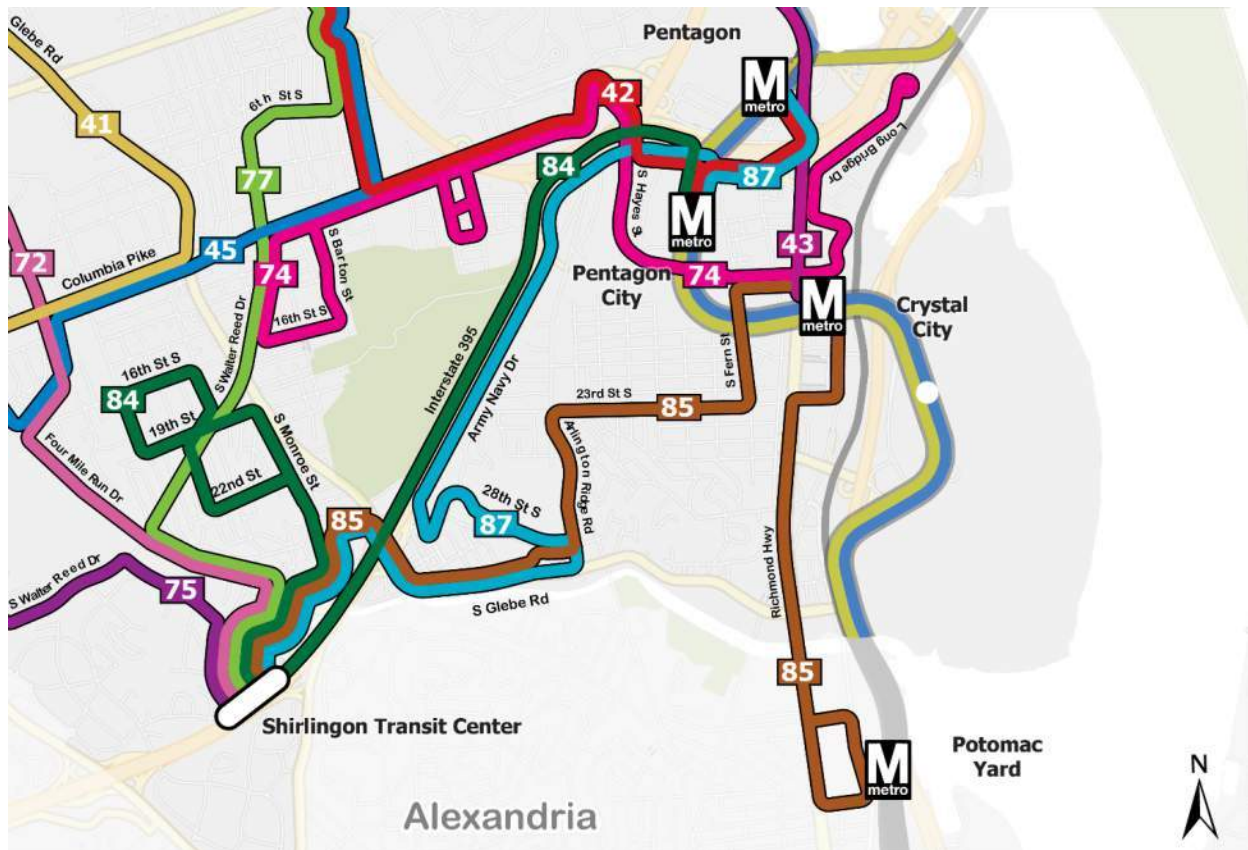 Glebe Rd
Pentagon
M
metro
6th St S
42
41
Long Bridge Dr
77
84
87
S Hayes St
M
metro
72
45
S Barton St
43
Columbia Pike
74
74
Pentagon
City
16th St S
S Walter Reed Dr
M
metro
Crystal
City
Interstate 395
S Fern St
16th St S
Army Navy Dr
84
23rd St S
85
19th St
S Monroe St
Arlington Ridge Rd
Four Mile Run Dr
22nd St
28th St S
85
87
S Walter Reed Dr
75
S Glebe Rd
Richmond Hwy
85
Shirlingon Transit Center
Potomac
Yard
M
metro
N
Alexandria